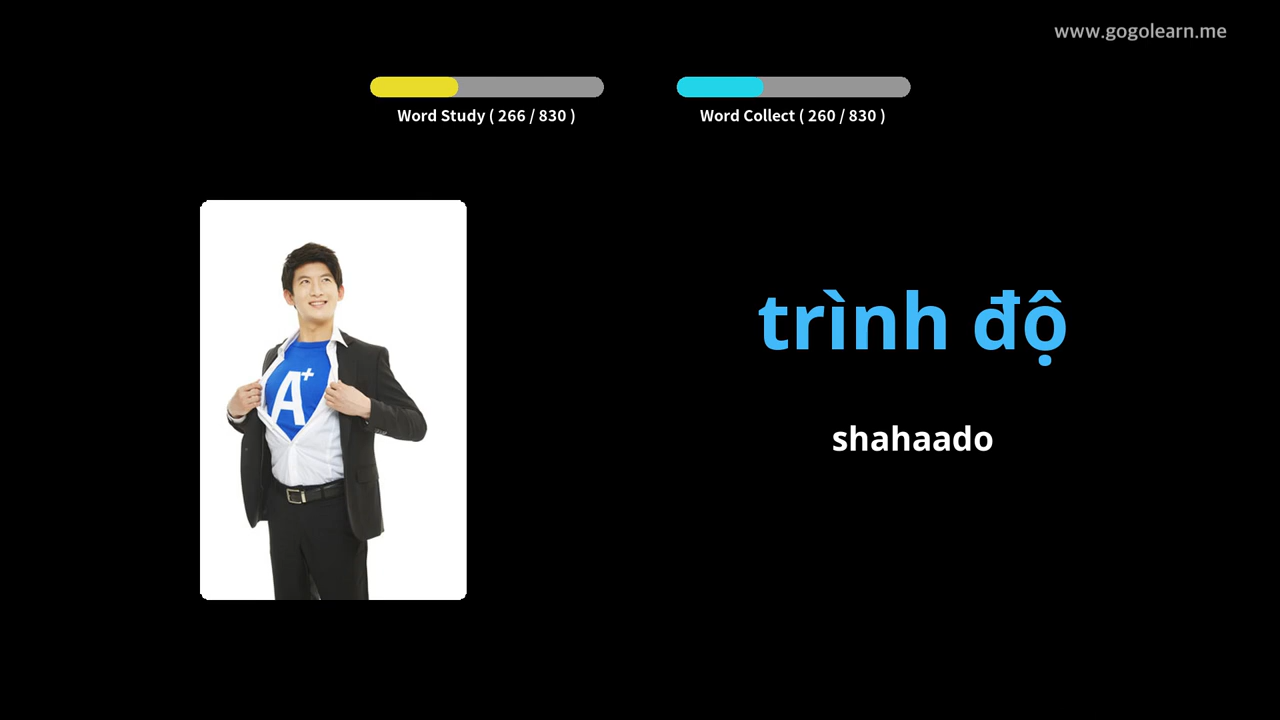 www.gogolearn.me
Word Study ( 266 / 830 )
Word Collect ( 260 / 830 )
A+
trình độ
shahaado